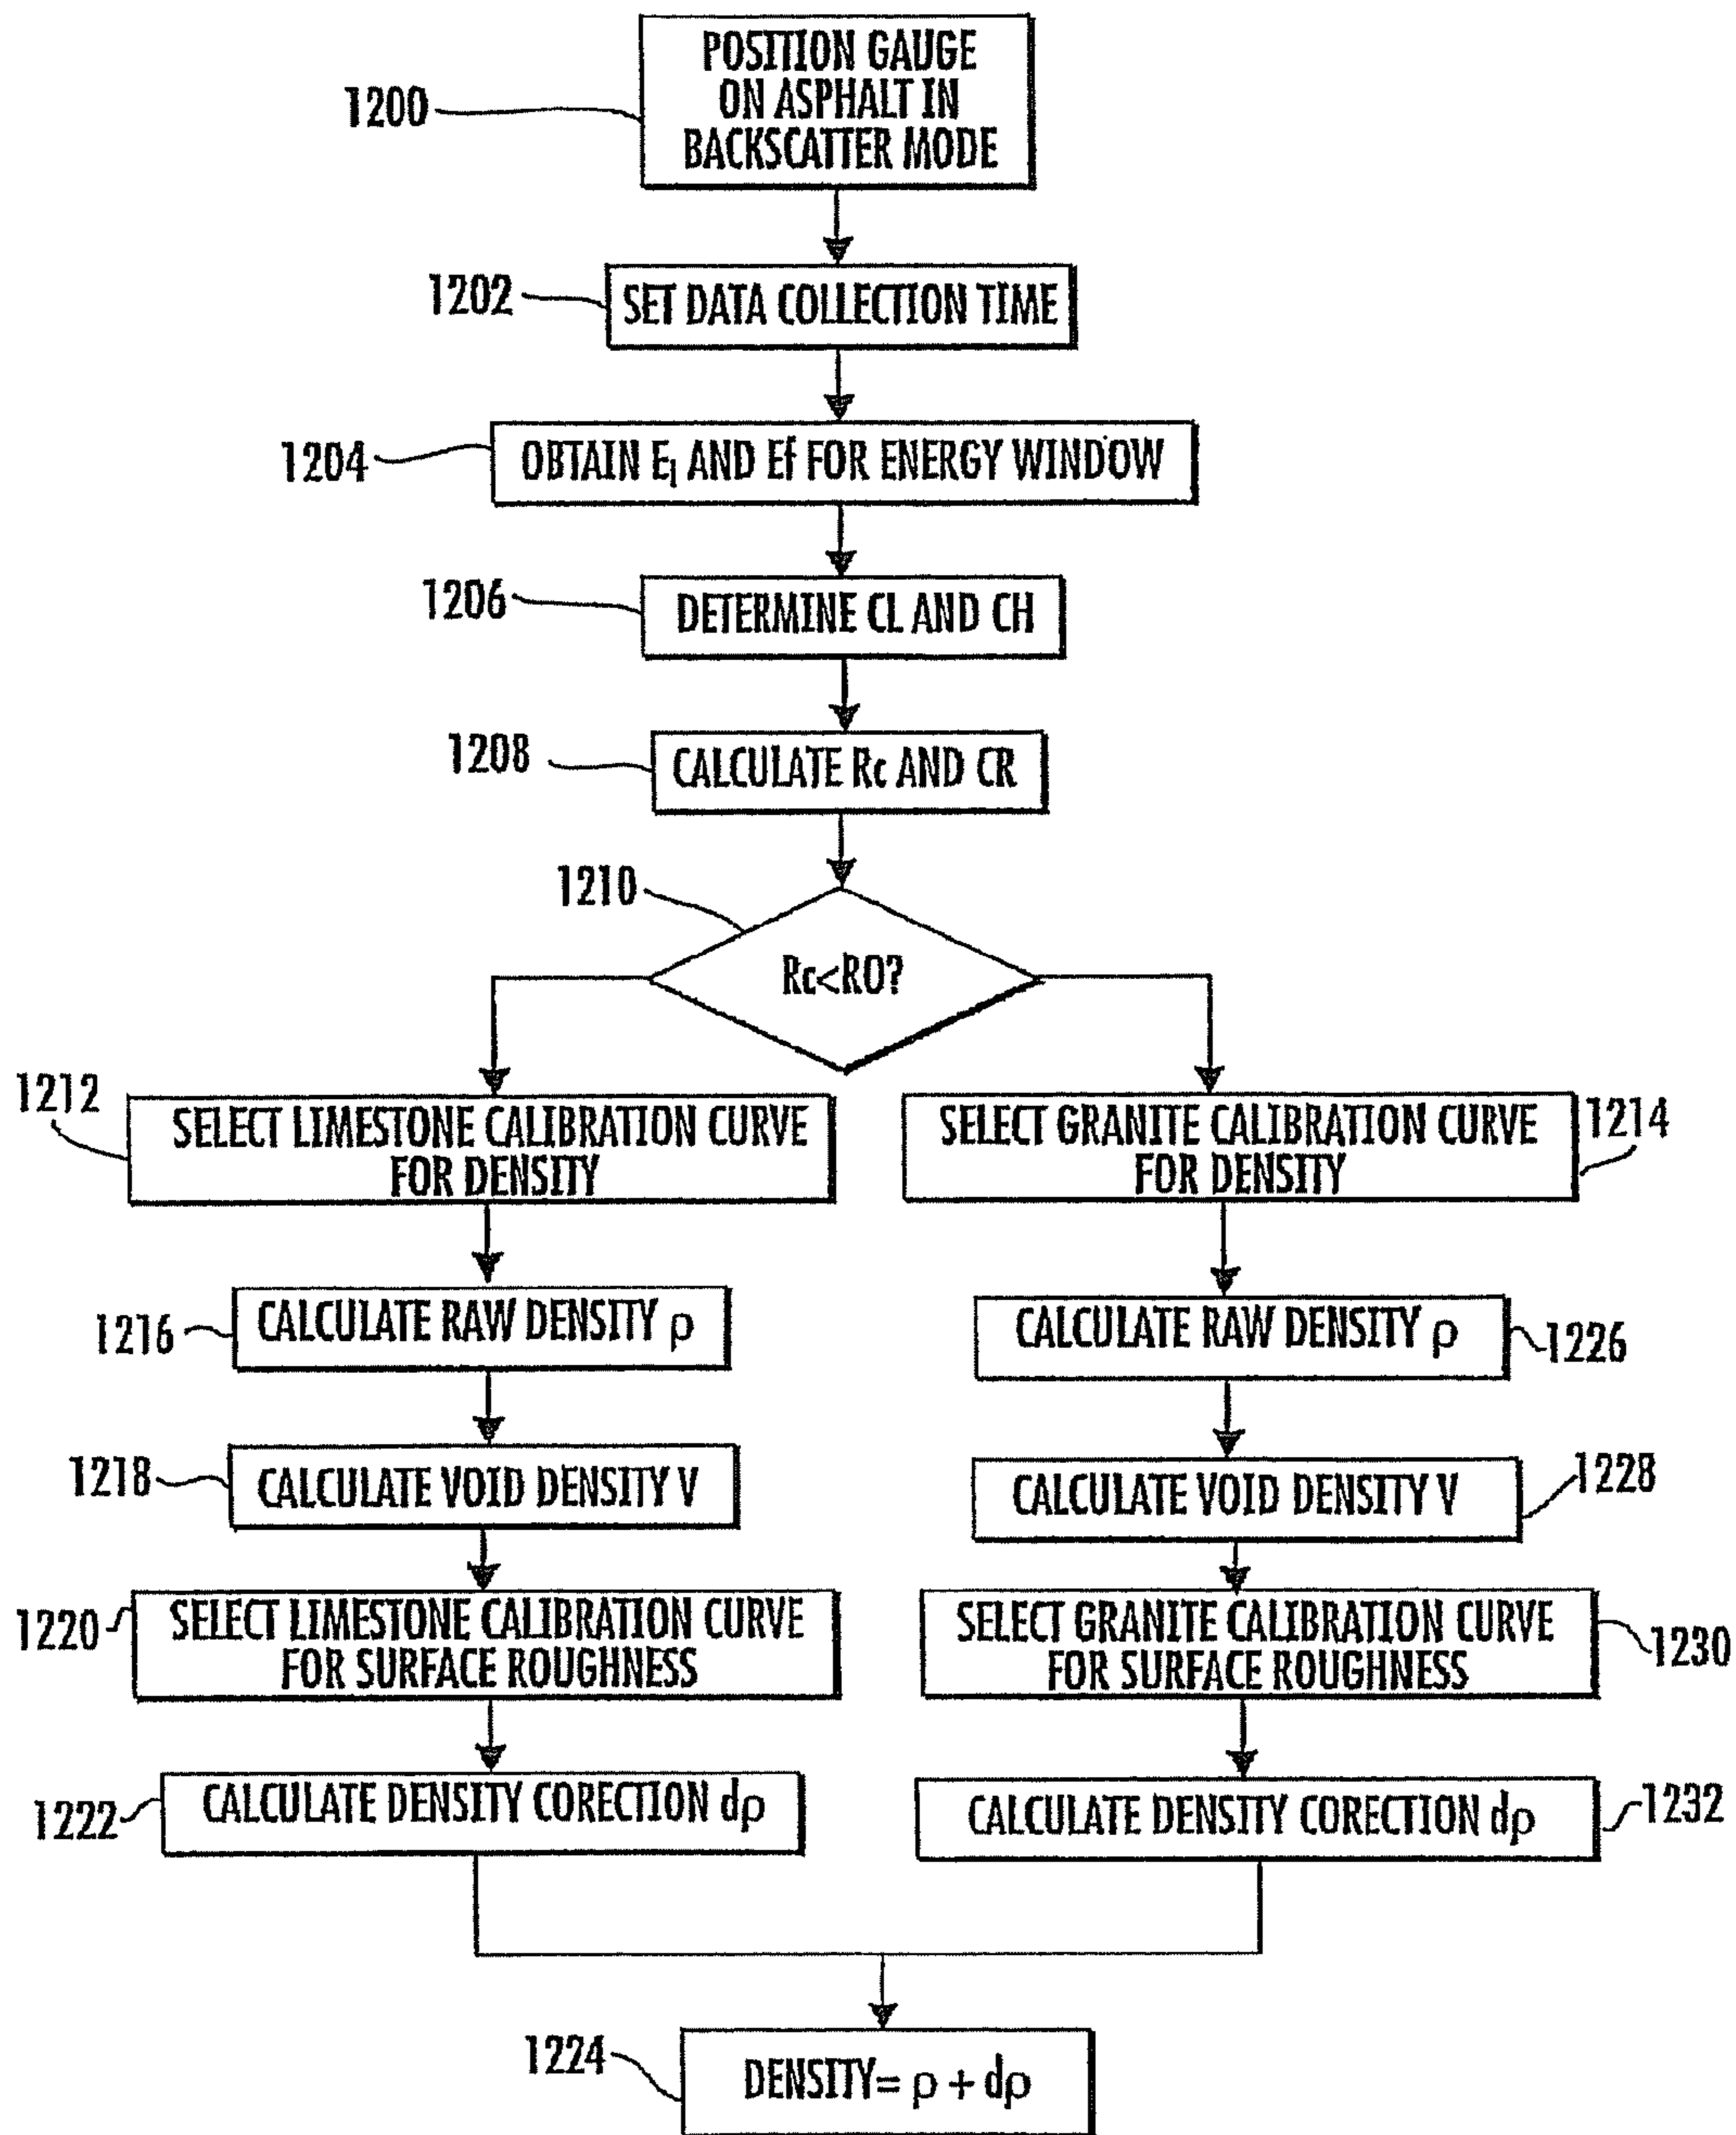 1200
POSITION GAUGE
ON ASPHALT IN
BACKSCATTER MODE
1202
SET DATA COLLECTION TIME
1204
OBTAIN El AND Ef FOR ENERGY WINDOW
1206
DETERMINE CL AND CH
1208
CALCULATE Rc AND CR
1210
Rc<RO?
1212
SELECT LIMESTONE CALIBRATION CURVE
FOR DENSITY
SELECT GRANITE CALIBRATION CURVE
FOR DENSITY
1214
1216
CALCULATE RAW DENSITY ρ
CALCULATE RAW DENSITY ρ
1226
1218
CALCULATE VOID DENSITY V
CALCULATE VOID DENSITY V
1228
1220
SELECT LIMESTONE CALIBRATION CURVE
FOR SURFACE ROUGHNESS
SELECT GRANITE CALIBRATION CURVE
FOR SURFACE ROUGHNESS
1230
1222
CALCULATE DENSITY CORECTION dρ
CALCULATE DENSITY CORECTION dρ
1232
1224
DENSITY= ρ + dρ